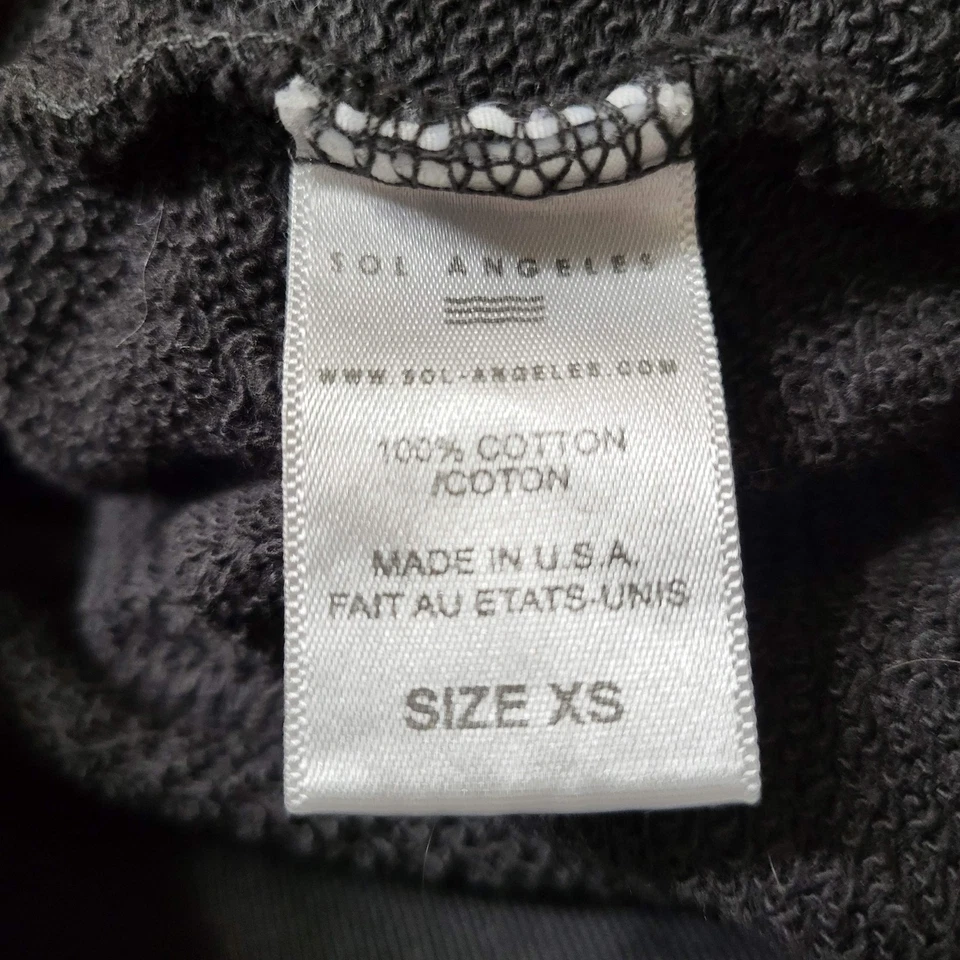 SOL ANGELES
WWW.SOL-ANGELES.COM
100% COTTON
/COTON
MADE IN U.S.A.
FAIT AU ETATS-UNIS
SIZE XS